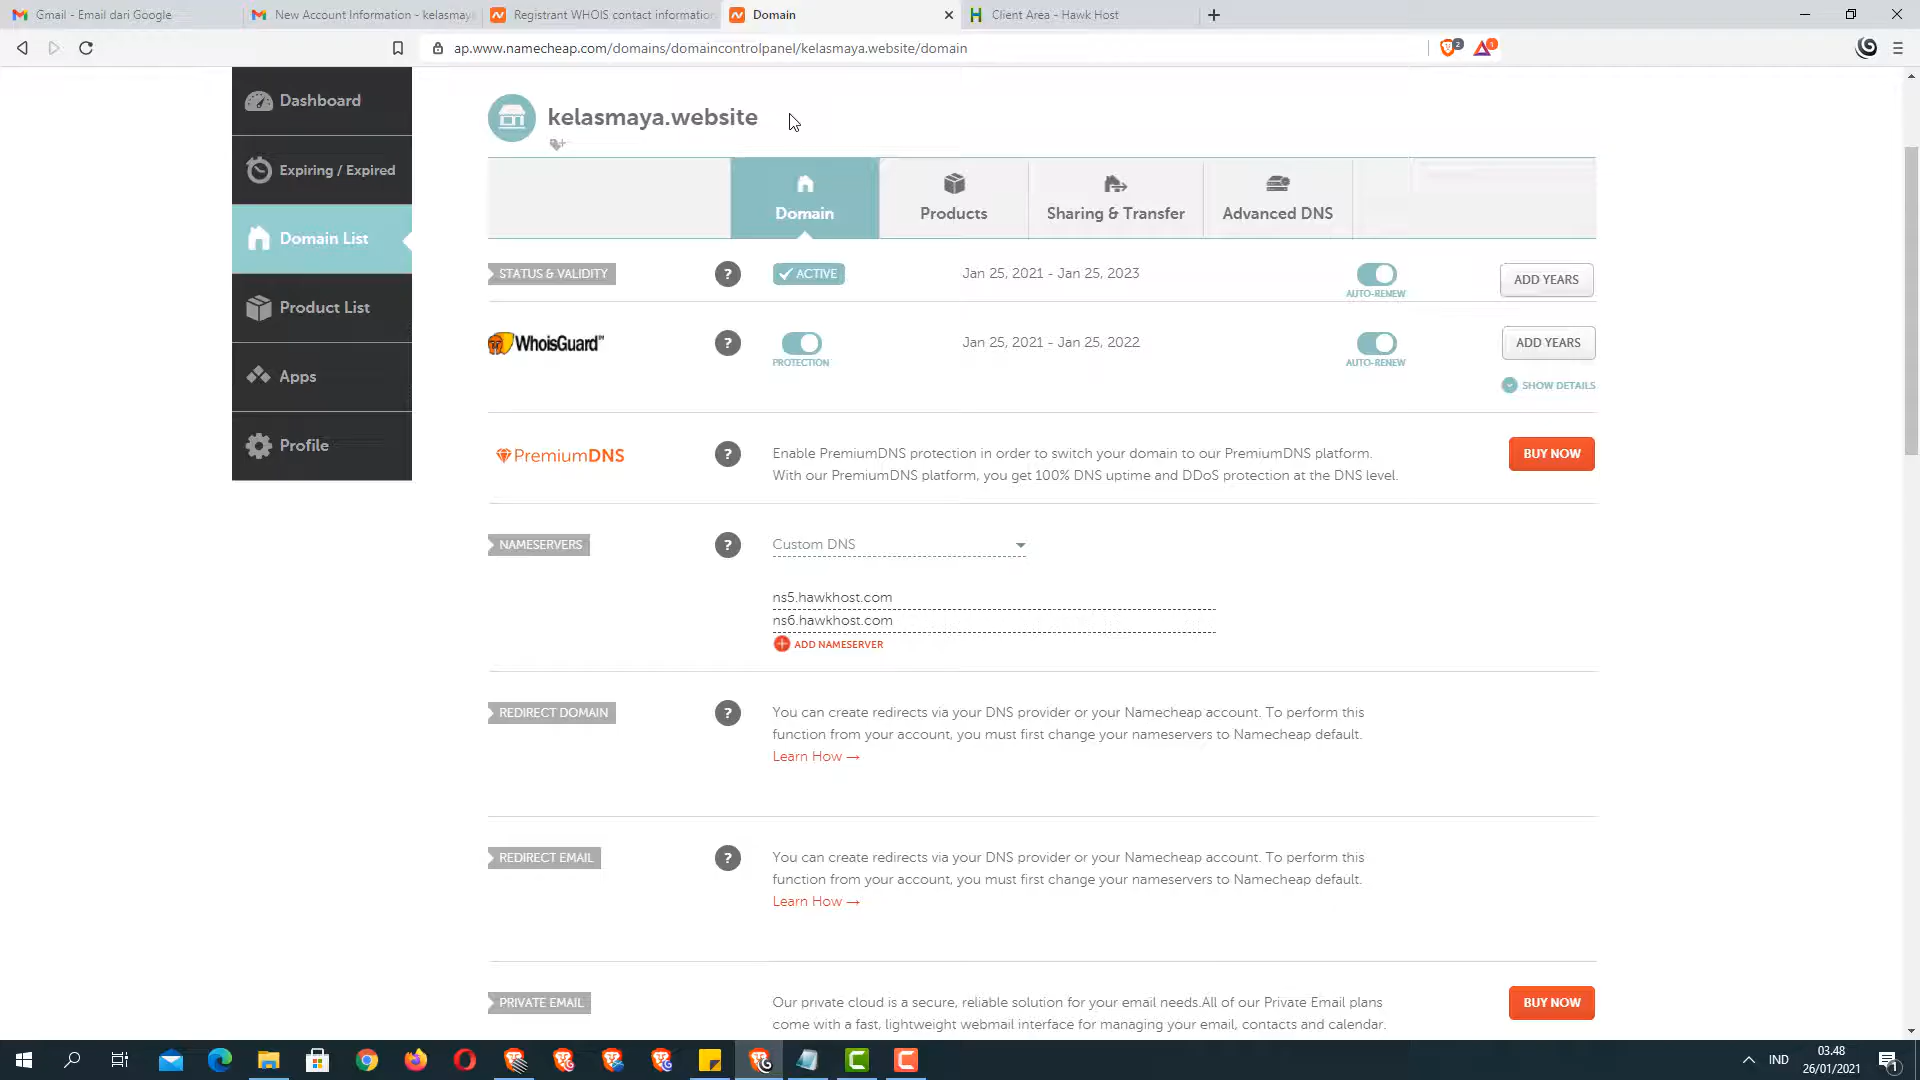 Gmail - Email dari Google
New Account Information - kelasmay
Registrant WHOIS contact information
Domain
Client Area - Hawk Host
ap.www.namecheap.com/domains/domaincontrolpanel/kelasmaya.website/domain
2
1
Dashboard
Expiring / Expired
Domain List
Product List
Apps
Profile
kelasmaya.website
Domain
Products
Sharing & Transfer
Advanced DNS
STATUS & VALIDITY
?
ACTIVE
Jan 25, 2021 - Jan 25, 2023
AUTO-RENEW
ADD YEARS
WhoisGuard
?
PROTECTION
Jan 25, 2021 - Jan 25, 2022
AUTO-RENEW
ADD YEARS
SHOW DETAILS
PremiumDNS
?
Enable PremiumDNS protection in order to switch your domain to our PremiumDNS platform.
With our PremiumDNS platform, you get 100% DNS uptime and DDoS protection at the DNS level.
BUY NOW
NAMESERVERS
?
Custom DNS
ns5.hawkhost.com
ns6.hawkhost.com
ADD NAMESERVER
REDIRECT DOMAIN
?
You can create redirects via your DNS provider or your Namecheap account. To perform this
function from your account, you must first change your nameservers to Namecheap default.
Learn How →
REDIRECT EMAIL
?
You can create redirects via your DNS provider or your Namecheap account. To perform this
function from your account, you must first change your nameservers to Namecheap default.
Learn How →
PRIVATE EMAIL
Our private cloud is a secure, reliable solution for your email needs.All of our Private Email plans
come with a fast, lightweight webmail interface for managing your email, contacts and calendar.
BUY NOW
IND
03.48
26/01/2021
1